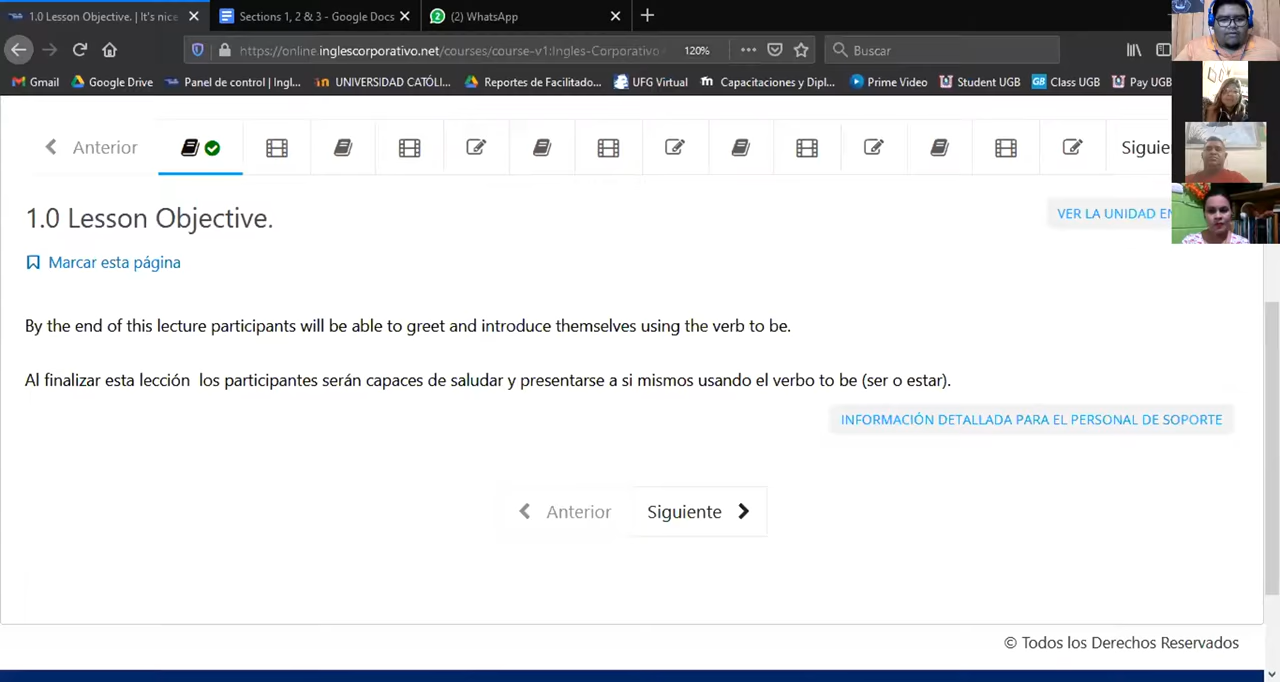 1.0 Lesson Objective. | It's nice
Sections 1, 2 & 3 - Google Docs
(2) WhatsApp
https://online.inglescorporativo.net/courses/course-v1:Ingles-Corporativo
120%
Buscar
Gmail
Google Drive
Panel de control | Ingl...
UNIVERSIDAD CATÓLI...
Reportes de Facilitado...
UFG Virtual
Capacitaciones y Dipl...
Prime Video
Student UGB
Class UGB
Pay UGB
Anterior
Siguie
1.0 Lesson Objective.
VER LA UNIDAD EN
Marcar esta página
By the end of this lecture participants will be able to greet and introduce themselves using the verb to be.
Al finalizar esta lección los participantes serán capaces de saludar y presentarse a si mismos usando el verbo to be (ser o estar).
INFORMACIÓN DETALLADA PARA EL PERSONAL DE SOPORTE
Anterior
Siguiente
© Todos los Derechos Reservados